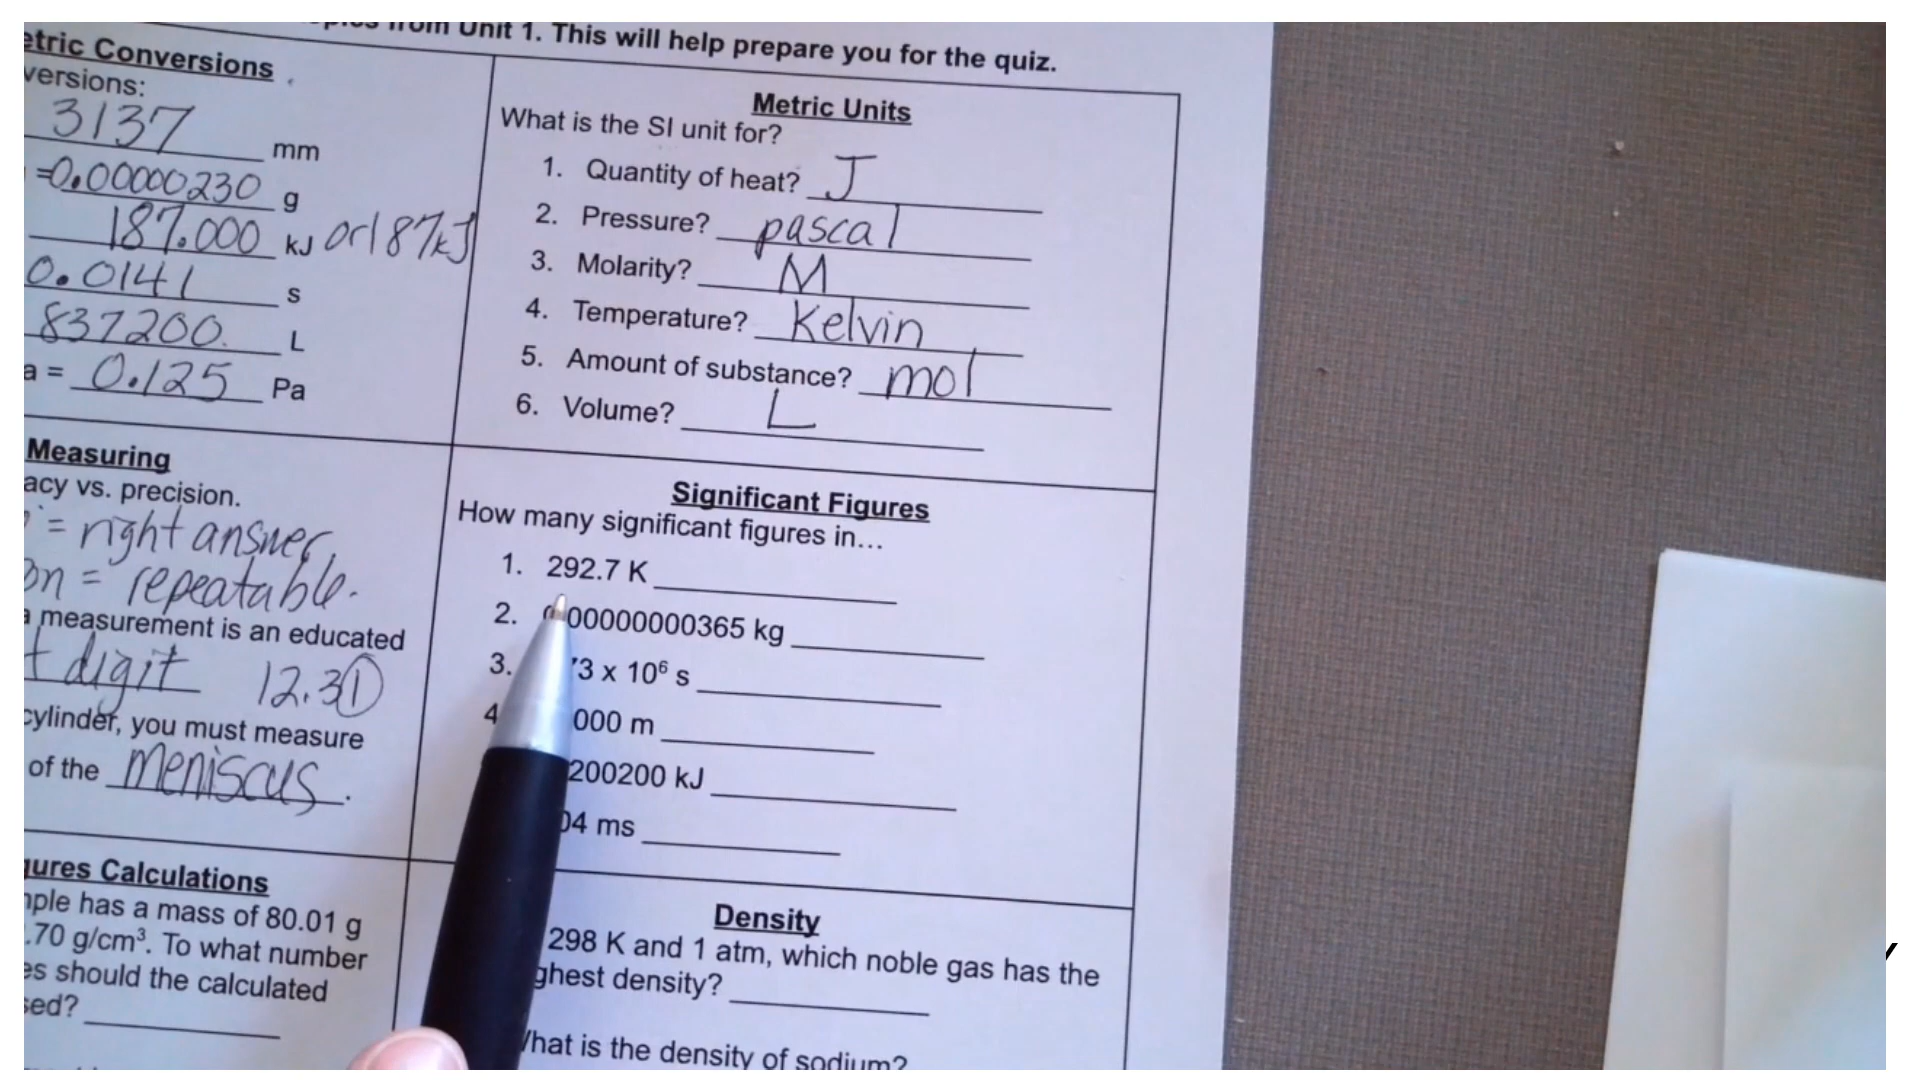 from Unit 1. This will help prepare you for the quiz.
etric Conversions
versions:
3137 mm
=0.00000230 g
187.000 kJ or 187kJ
0.0141 s
837200. L
a = 0.125 Pa
Metric Units
What is the SI unit for?
1. Quantity of heat? J
2. Pressure? pascal
3. Molarity? M
4. Temperature? Kelvin
5. Amount of substance? mol
6. Volume? L
Measuring
acy vs. precision.
= right answer.
on = repeatable.
a measurement is an educated
t digit 12.31
cylinder, you must measure
of the meniscus.
Significant Figures
How many significant figures in...
1. 292.7 K
2. 00000000365 kg
3. 73 x 10⁶ s
4 000 m
200200 kJ
04 ms
gures Calculations
mple has a mass of 80.01 g
.70 g/cm³. To what number
es should the calculated
sed?
Density
298 K and 1 atm, which noble gas has the
ghest density?
What is the density of sodium?